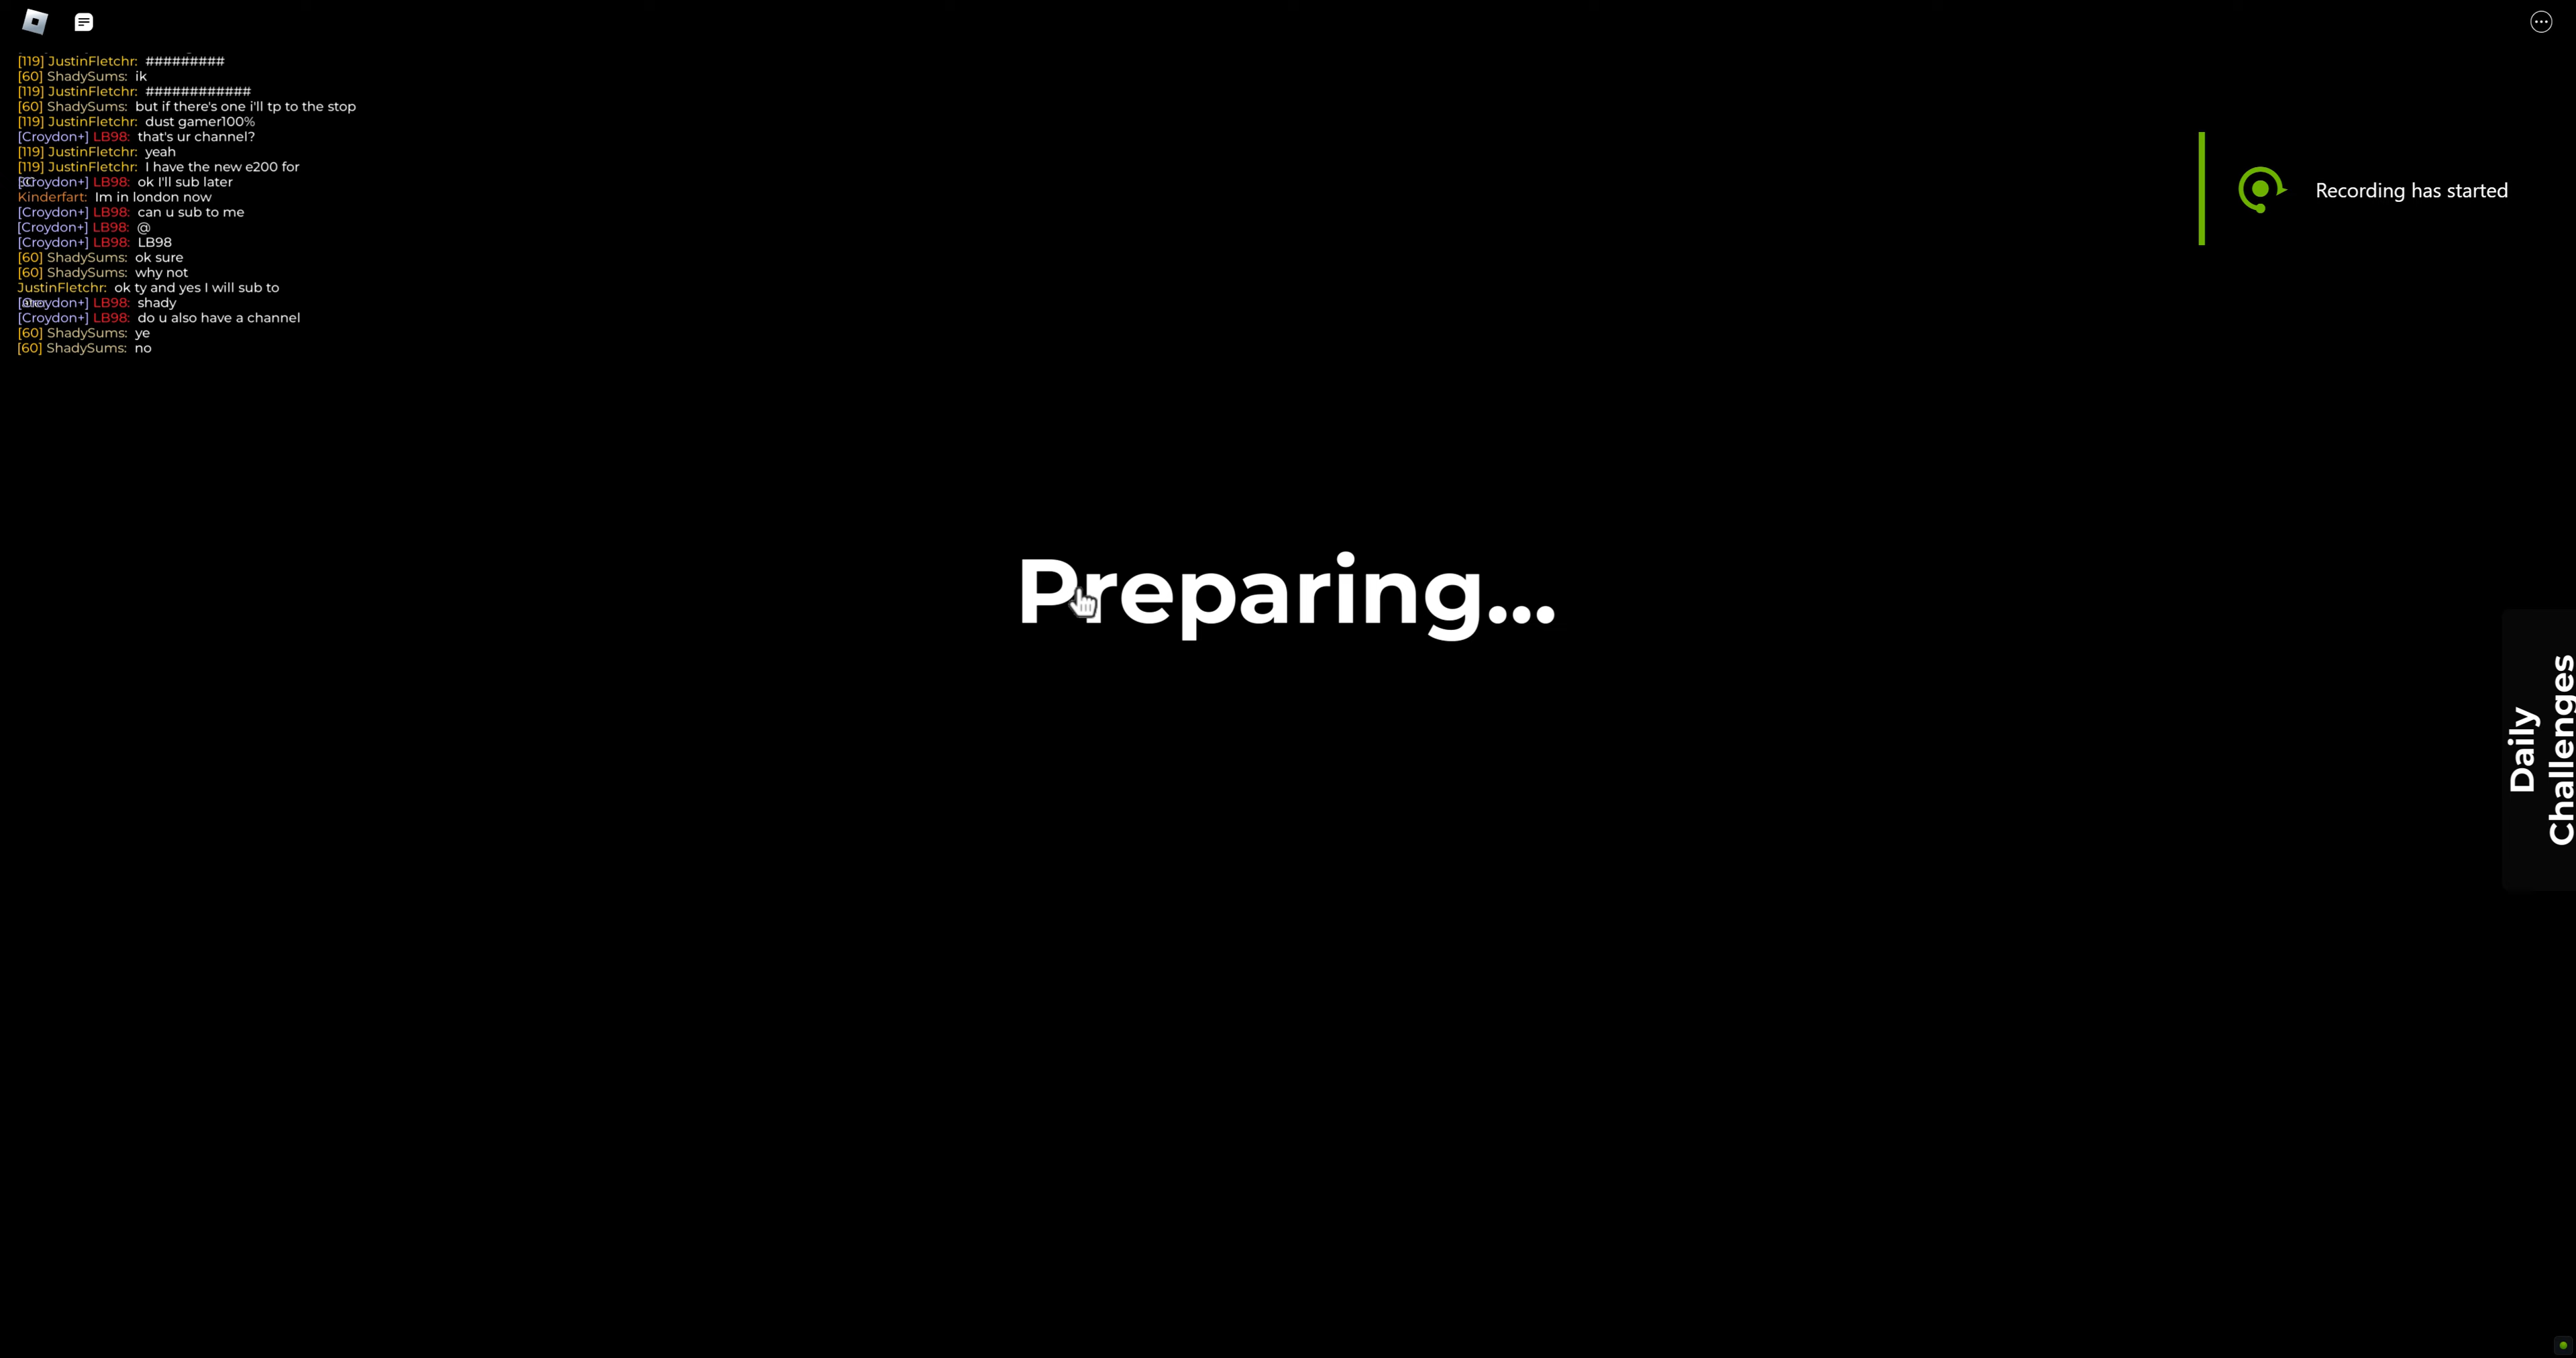 [119] JustinFletchr: #########
[60] ShadySums: ik
[119] JustinFletchr: ############
[60] ShadySums: but if there's one i'll tp to the stop
[119] JustinFletchr: dust gamer100%
[Croydon+] LB98: that's ur channel?
[119] JustinFletchr: yeah
[119] JustinFletchr: I have the new e200 for
[Croydon+] LB98: ok I'll sub later
Kinderfart: Im in london now
[Croydon+] LB98: can u sub to me
[Croydon+] LB98: @
[Croydon+] LB98: LB98
[60] ShadySums: ok sure
[60] ShadySums: why not
JustinFletchr: ok ty and yes I will sub to
[Croydon+] LB98: shady
[Croydon+] LB98: do u also have a channel
[60] ShadySums: ye
[60] ShadySums: no
Recording has started
Preparing...
Daily
Challenges